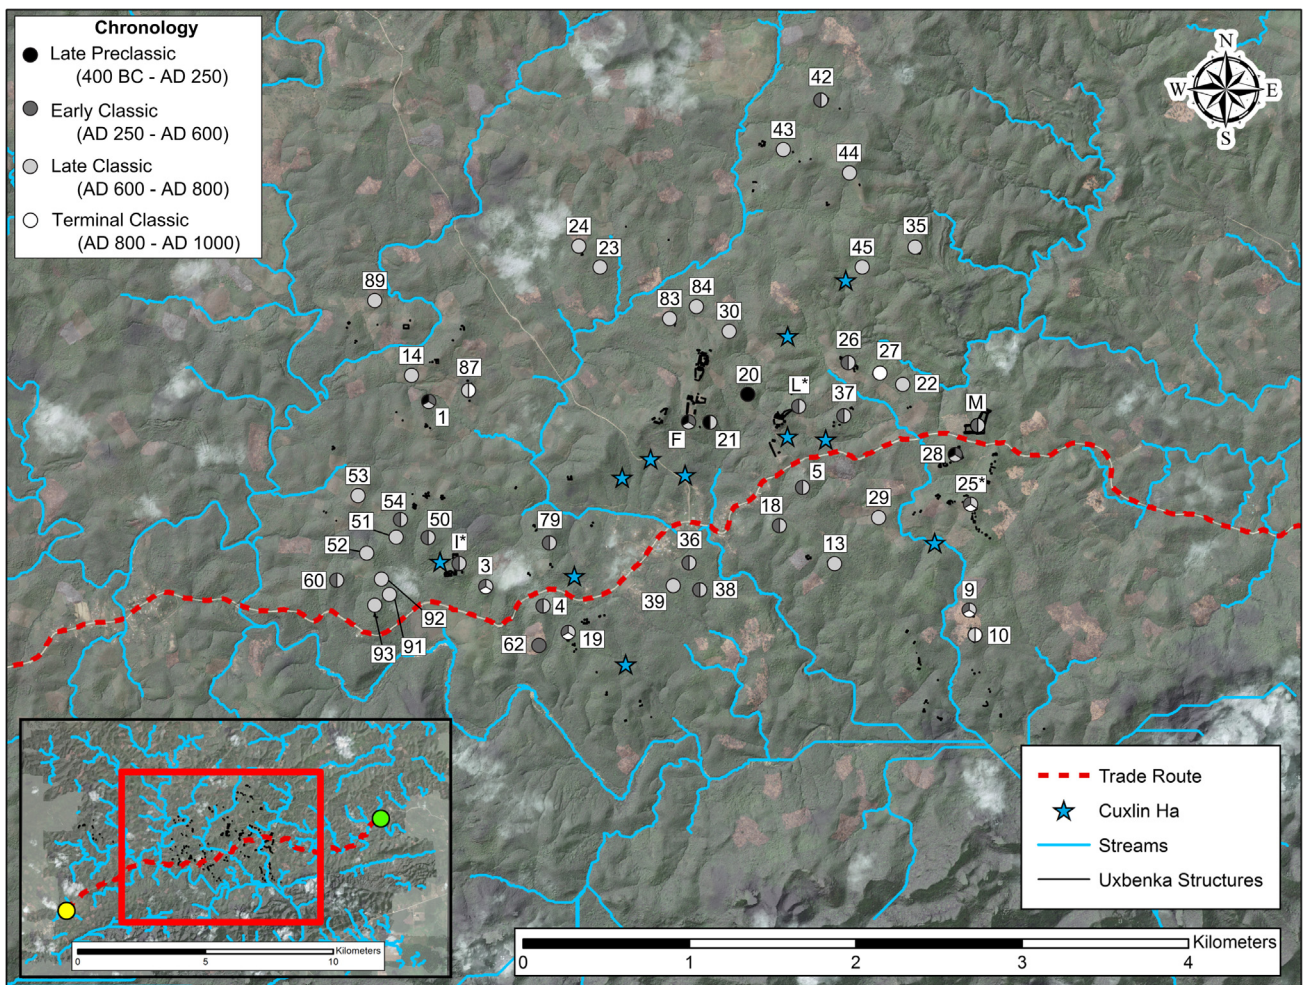 Chronology
Late Preclassic
(400 BC - AD 250)
Early Classic
(AD 250 - AD 600)
Late Classic
(AD 600 - AD 800)
Terminal Classic
(AD 800 - AD 1000)
N
W E
S
42
43
44
24
23
35
45
89
83
84
30
26
27
14
87
20
L*
22
37
1
F
21
M
28
5
53
25*
54
18
29
51
50
I*
79
36
52
3
13
60
39
38
4
9
92
91
93
62
19
10
Trade Route
Cuxlin Ha
Streams
Uxbenka Structures
Kilometers
0 5 10
Kilometers
0 1 2 3 4